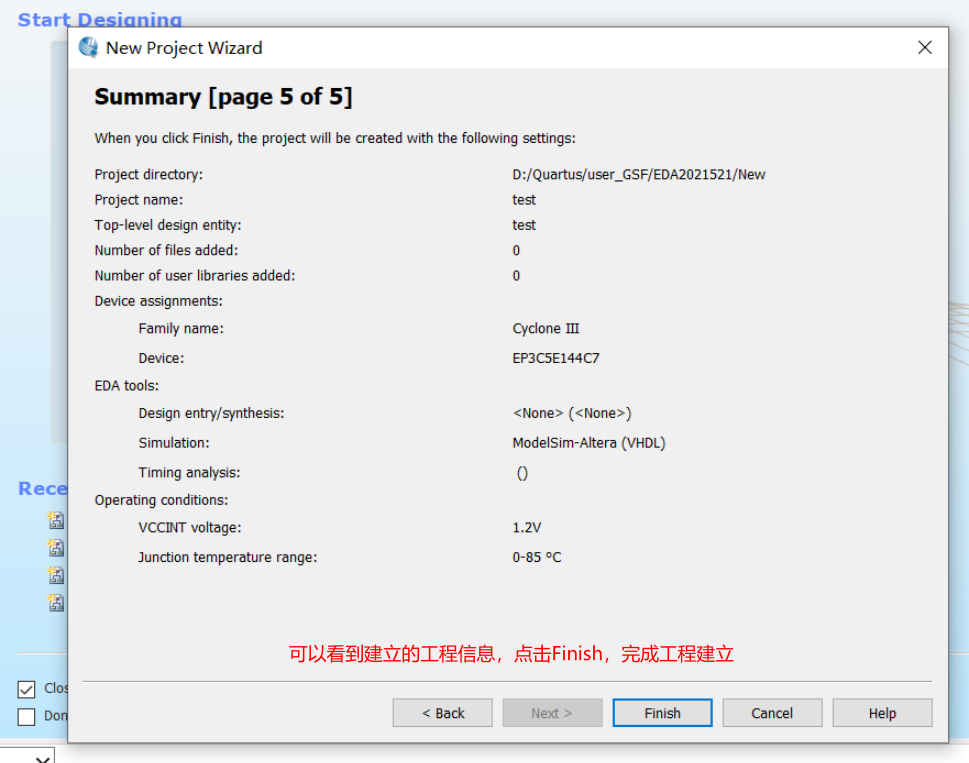 Start Designing
New Project Wizard
Summary [page 5 of 5]
When you click Finish, the project will be created with the following settings:
Project directory: D:/Quartus/user_GSF/EDA2021521/New
Project name: test
Top-level design entity: test
Number of files added: 0
Number of user libraries added: 0
Device assignments:
Family name: Cyclone III
Device: EP3C5E144C7
EDA tools:
Design entry/synthesis: <None> (<None>)
Simulation: ModelSim-Altera (VHDL)
Timing analysis: ()
Operating conditions:
VCCINT voltage: 1.2V
Junction temperature range: 0-85 ºC
Rece
可以看到建立的工程信息，点击Finish，完成工程建立
Clos
Don
< Back Next > Finish Cancel Help